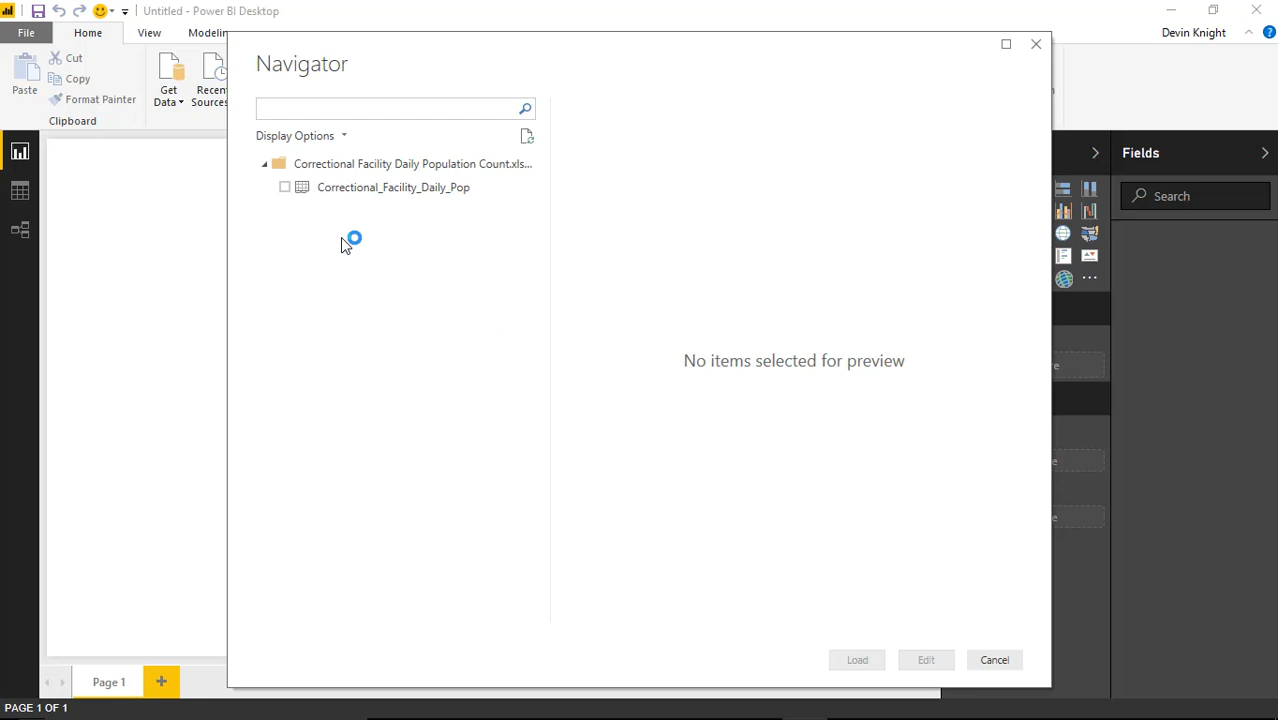 Untitled - Power BI Desktop
File
Home
View
Modelin
Devin Knight
Paste
Cut
Copy
Format Painter
Clipboard
Get
Data
Recent
Sources
Navigator
Display Options
Correctional Facility Daily Population Count.xls...
Correctional_Facility_Daily_Pop
No items selected for preview
Load
Edit
Cancel
Fields
Search
Page 1
PAGE 1 OF 1